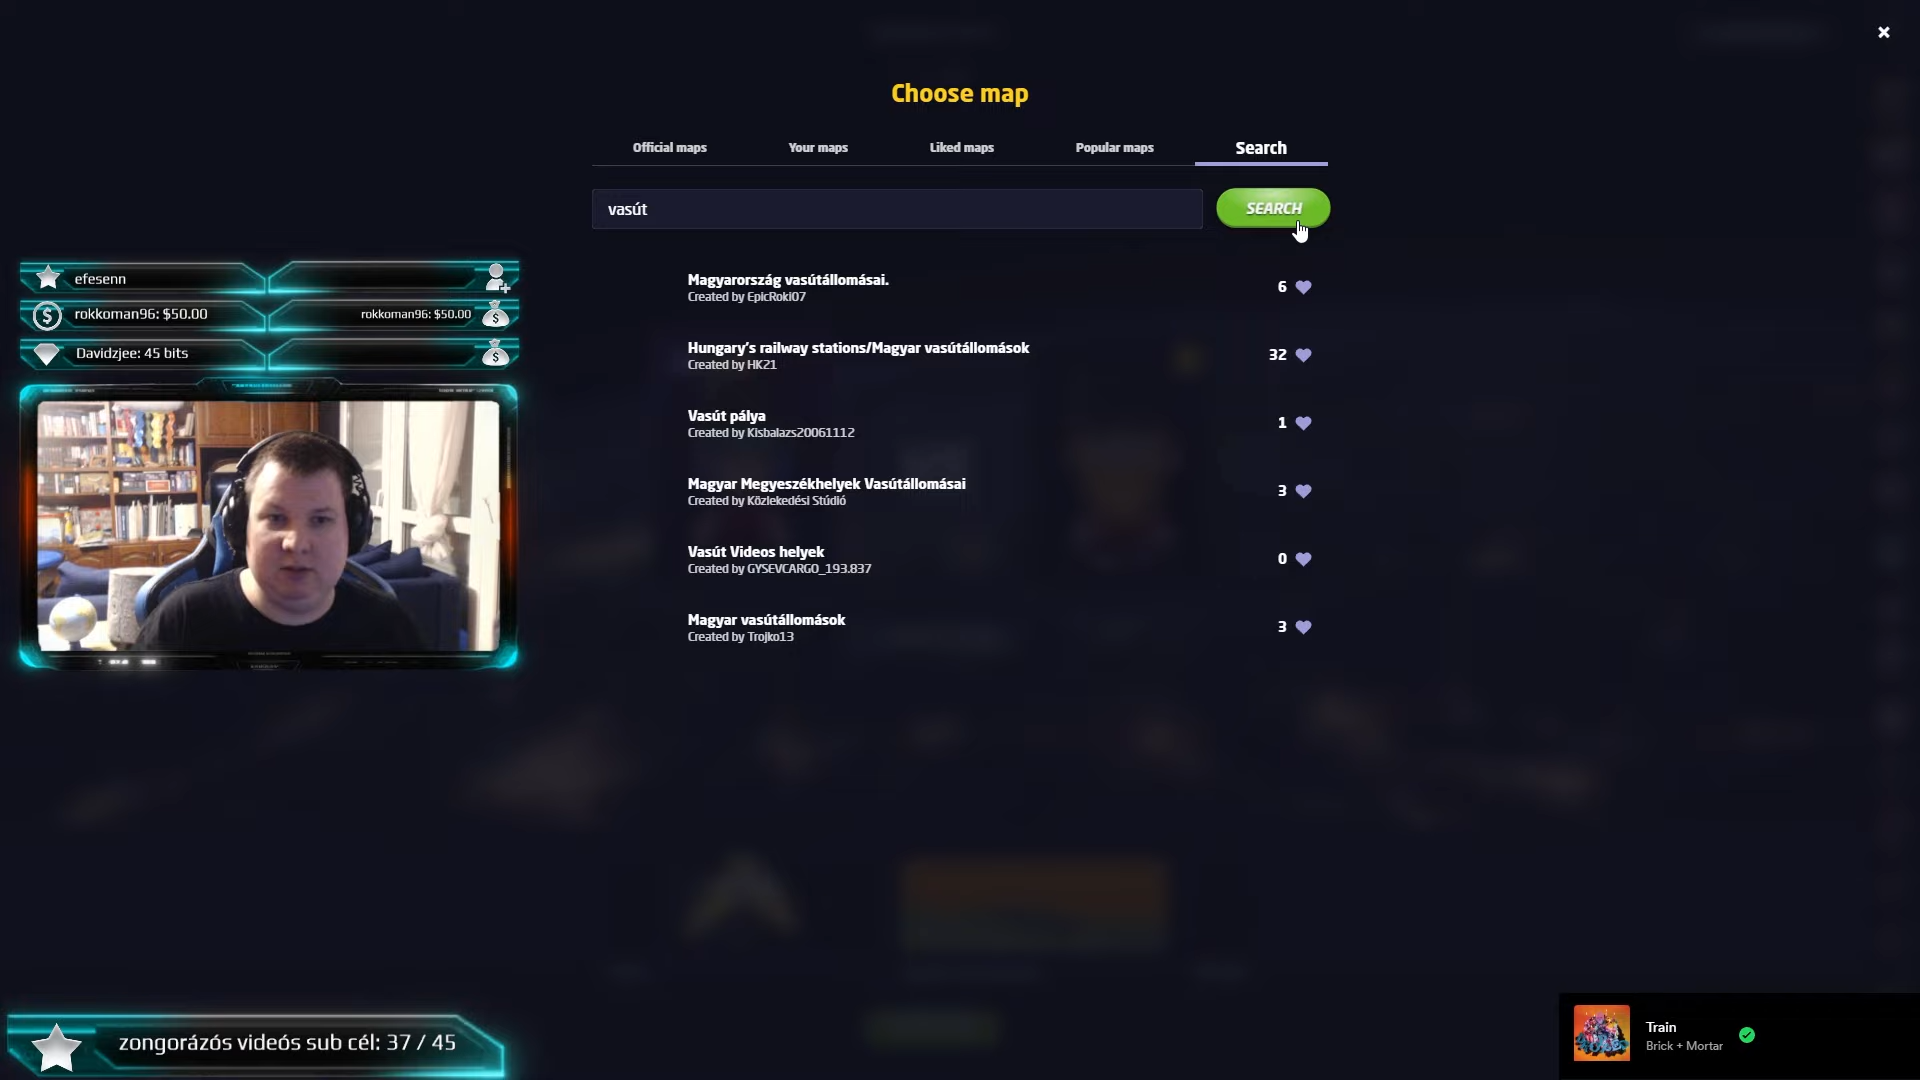 Choose map
Official maps
Your maps
Liked maps
Popular maps
Search
vasút
SEARCH
efesenn
rokkoman96: $50.00
rokkoman96: $50.00
Davidzjee: 45 bits
Magyarország vasútállomásai.
Created by EpicRoki07
6
Hungary's railway stations/Magyar vasútállomások
Created by HK21
32
Vasút pálya
Created by Kisbalazs20061112
1
Magyar Megyeszékhelyek Vasútállomásai
Created by Közlekedési Stúdió
3
Vasút Videos helyek
Created by GYSEVCARGO_193.837
0
Magyar vasútállomások
Created by Trojko13
3
zongorázós videós sub cél: 37 / 45
Train
Brick + Mortar